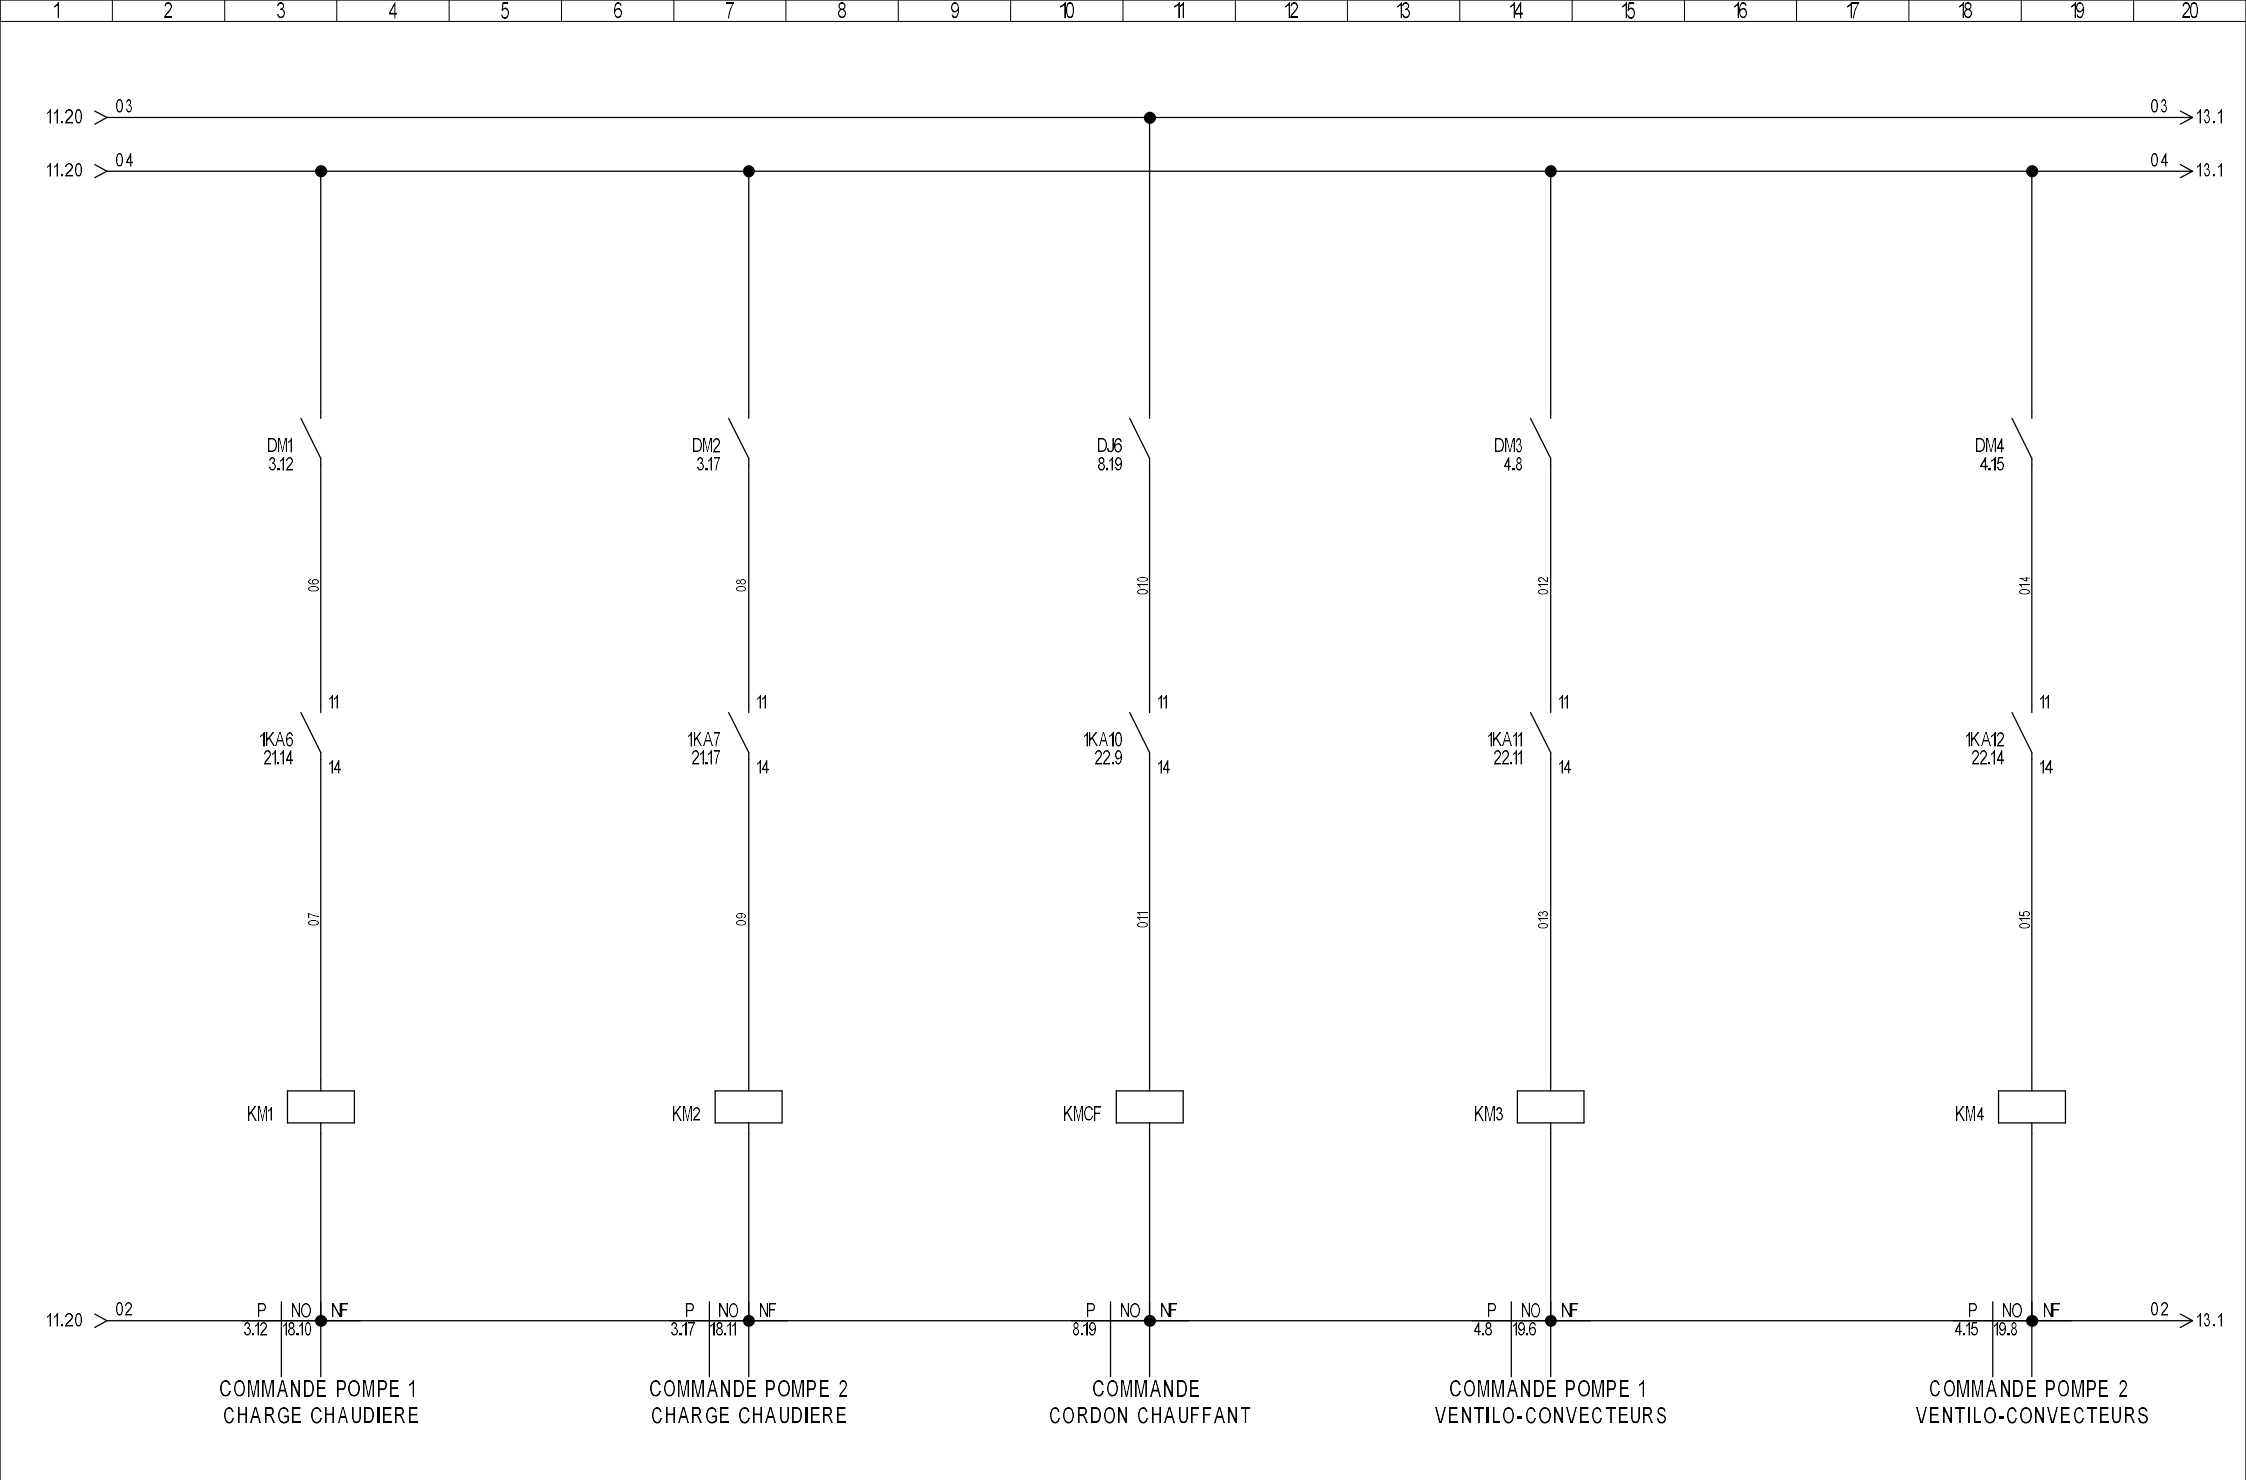 1 2 3 4 5 6 7 8 9 10 11 12 13 14 15 16 17 18 19 20
03 03
11.20 13.1
04 04
11.20 13.1
DM1 DM2 DJ6 DM3 DM4
3.12 3.17 8.19 4.8 4.15
06 08 010 012 014
11 11 11 11 11
1KA6 1KA7 1KA10 1KA11 1KA12
21.14 21.17 22.9 22.11 22.14
14 14 14 14 14
07 09 011 013 015
KM1 KM2 KMCF KM3 KM4
02 P NO NF P NO NF P NO NF P NO NF P NO NF 02
11.20 3.12 18.10 3.17 18.11 8.19 4.8 19.6 4.15 19.8 13.1
COMMANDE POMPE 1 COMMANDE POMPE 2 COMMANDE COMMANDE POMPE 1 COMMANDE POMPE 2
CHARGE CHAUDIERE CHARGE CHAUDIERE CORDON CHAUFFANT VENTILO-CONVECTEURS VENTILO-CONVECTEURS